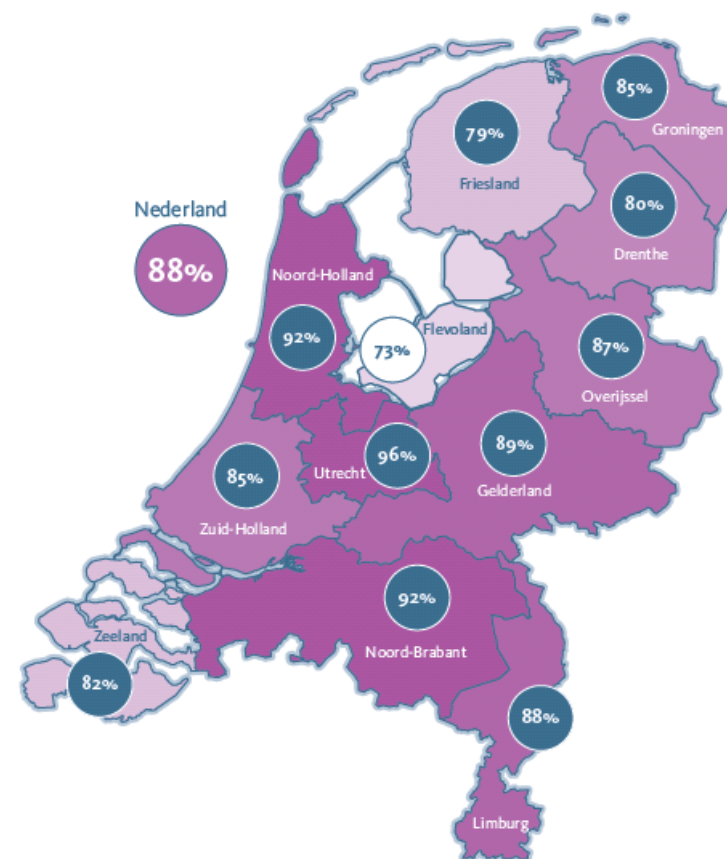 85%
Groningen
79%
Friesland
80%
Drenthe
Nederland
88%
Noord-Holland
92%
Flevoland
73%
87%
Overijssel
89%
Gelderland
96%
Utrecht
85%
Zuid-Holland
92%
Noord-Brabant
Zeeland
82%
88%
Limburg